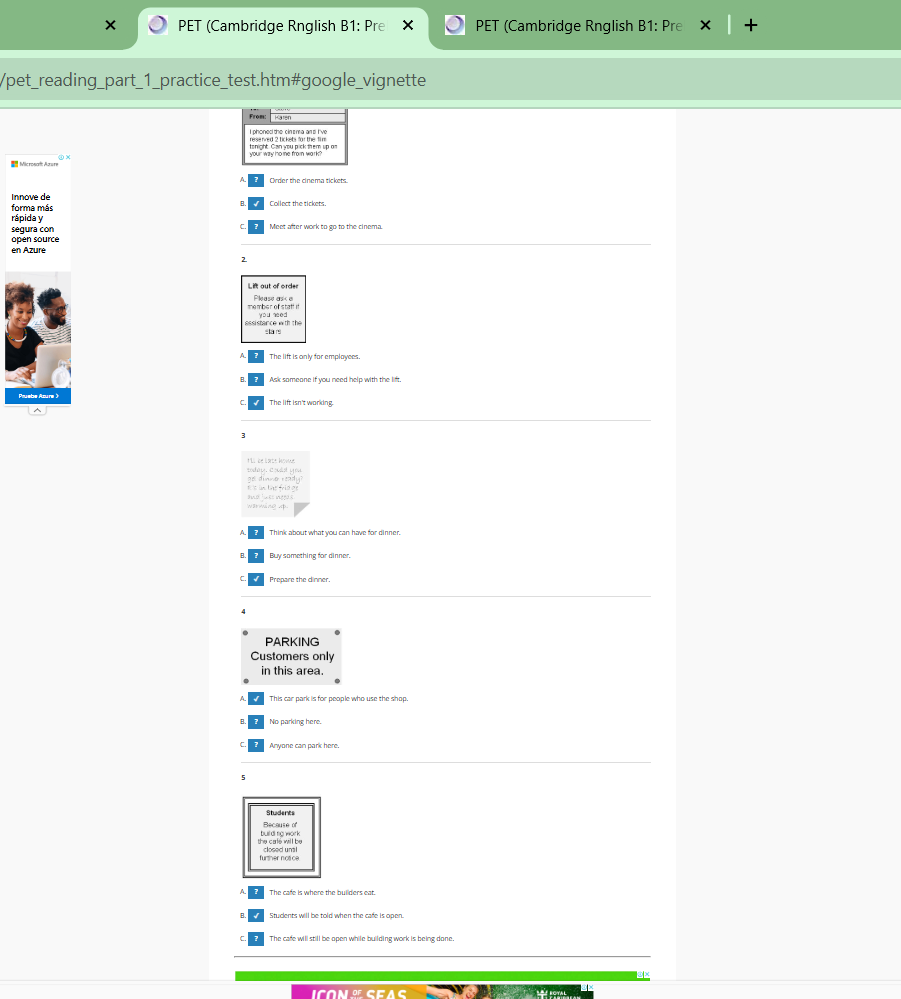 PET (Cambridge Rnglish B1: Pre
PET (Cambridge Rnglish B1: Pre
/pet_reading_part_1_practice_test.htm#google_vignette
From: Karen
I phoned the cinema and I've
reserved 2 tickets for the film
tonight. Can you pick them up on
your way home from work?
A. ? Order the cinema tickets.
B. ✓ Collect the tickets.
C. ? Meet after work to go to the cinema.
Microsoft Azure
Innove de
forma más
rápida y
segura con
open source
en Azure
Pruebe Azure >
2.
Lift out of order
Please ask a
member of staff if
you need
assistance with the
stairs
A. ? The lift is only for employees.
B. ? Ask someone if you need help with the lift.
C. ✓ The lift isn't working.
3
I'll be late home
today. Could you
get dinner ready?
It's in the fridge
and just needs
warming up.
A. ? Think about what you can have for dinner.
B. ? Buy something for dinner.
C. ✓ Prepare the dinner.
4
PARKING
Customers only
in this area.
A. ✓ This car park is for people who use the shop.
B. ? No parking here.
C. ? Anyone can park here.
5
Students
Because of
building work
the café will be
closed until
further notice.
A. ? The cafe is where the builders eat.
B. ✓ Students will be told when the cafe is open.
C. ? The cafe will still be open while building work is being done.
ICON OF SEAS
ROYAL
CARIBBEAN